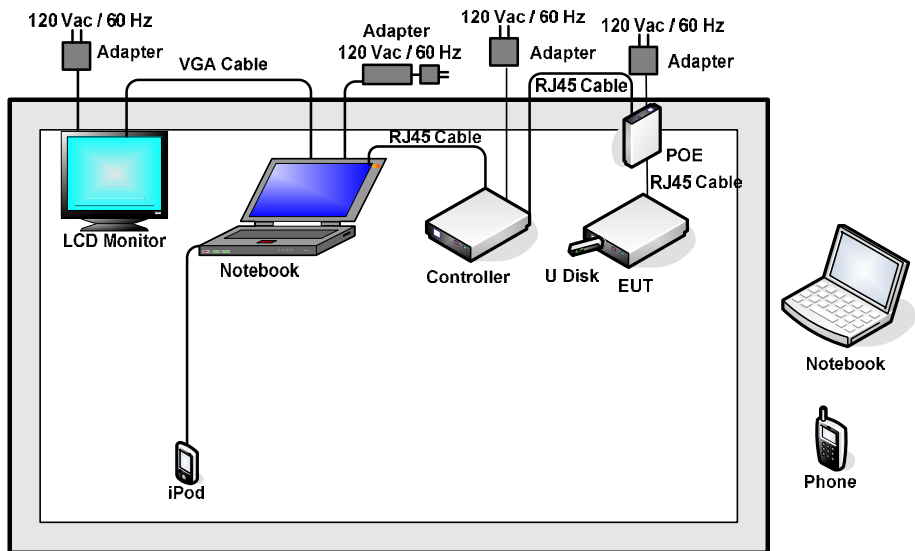 120 Vac / 60 Hz
Adapter
VGA Cable
Adapter
120 Vac / 60 Hz
120 Vac / 60 Hz
Adapter
120 Vac / 60 Hz
Adapter
RJ45 Cable
RJ45 Cable
POE
RJ45 Cable
LCD Monitor
Notebook
Controller
U Disk
EUT
Notebook
iPod
Phone